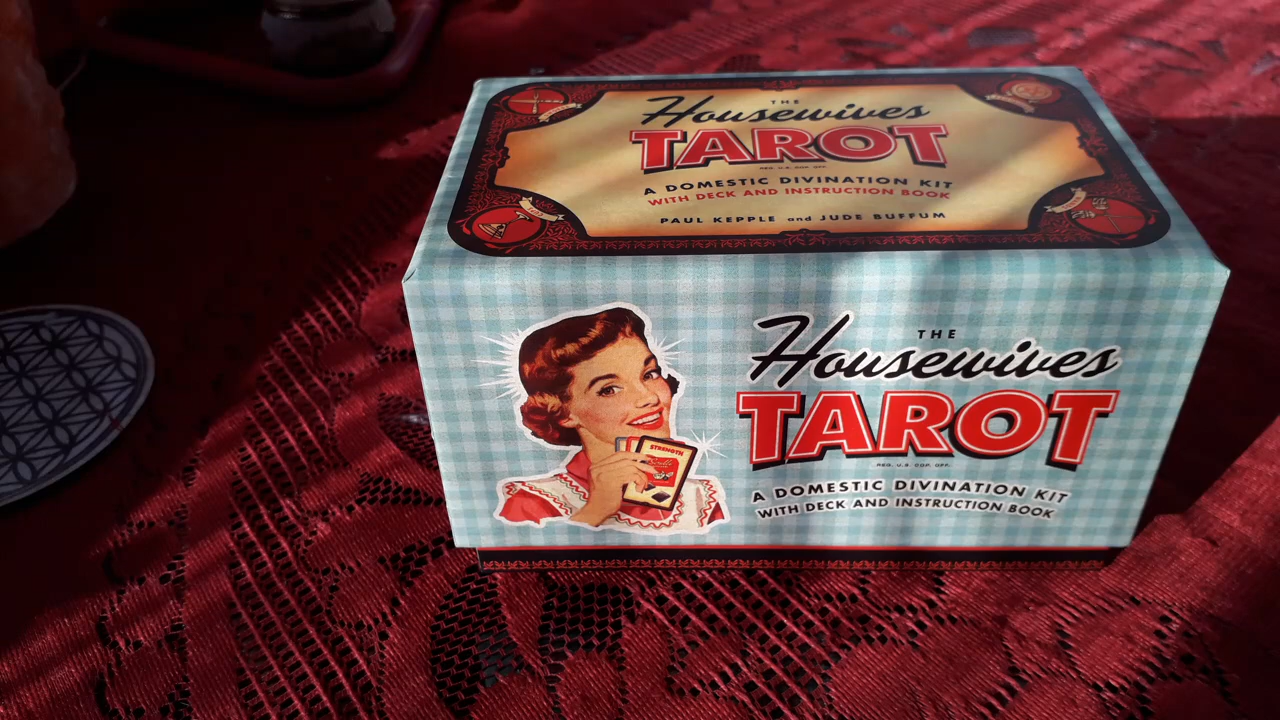 THE
Housewives
TAROT
A DOMESTIC DIVINATION KIT
WITH DECK AND INSTRUCTION BOOK
PAUL KEPPLE and JUDE BUFFUM
THE
Housewives
TAROT
REG. U.S. COP. OFF.
A DOMESTIC DIVINATION KIT
WITH DECK AND INSTRUCTION BOOK
STRENGTH